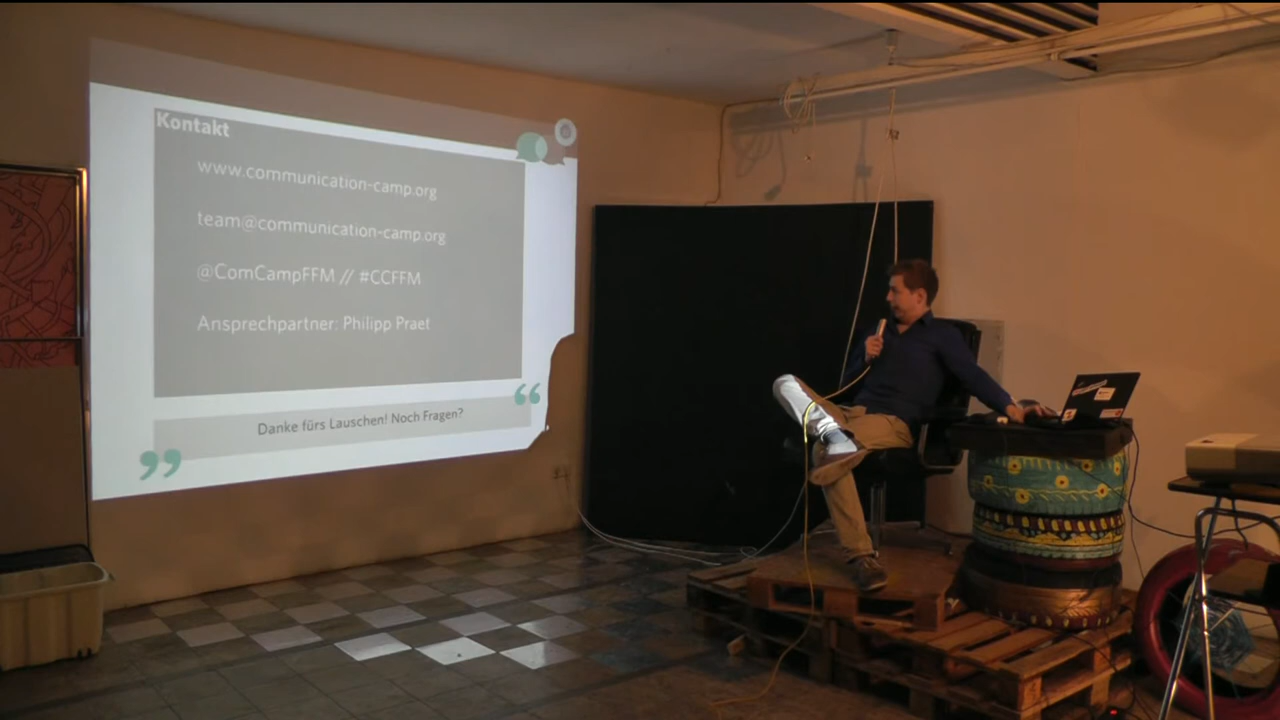 Kontakt
www.communication-camp.org
team@communication-camp.org
@ComCampFFM // #CCFFM
Ansprechpartner: Philipp Praet
Danke fürs Lauschen! Noch Fragen?